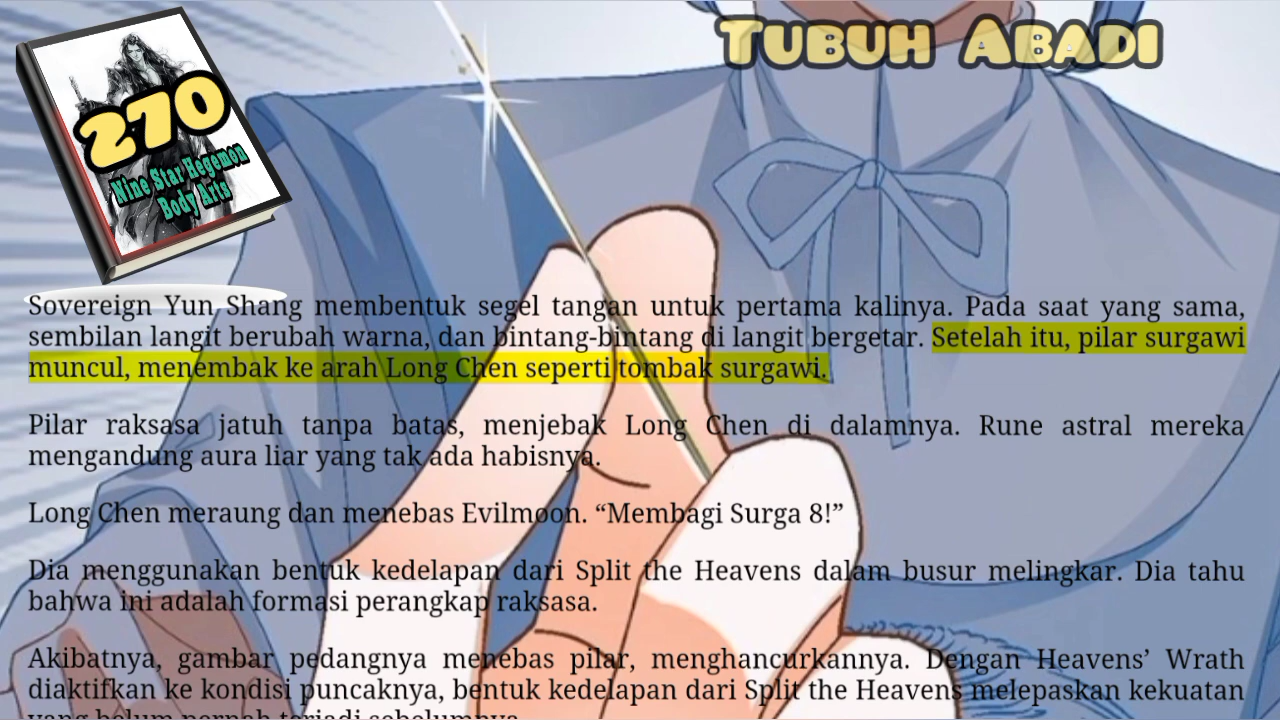 TUBUH ABADI
270
Nine Star Hegemon
Body Arts
Sovereign Yun Shang membentuk segel tangan untuk pertama kalinya. Pada saat yang sama,
sembilan langit berubah warna, dan bintang-bintang di langit bergetar. Setelah itu, pilar surgawi
muncul, menembak ke arah Long Chen seperti tombak surgawi.
Pilar raksasa jatuh tanpa batas, menjebak Long Chen di dalamnya. Rune astral mereka
mengandung aura liar yang tak ada habisnya.
Long Chen meraung dan menebas Evilmoon. “Membagi Surga 8!”
Dia menggunakan bentuk kedelapan dari Split the Heavens dalam busur melingkar. Dia tahu
bahwa ini adalah formasi perangkap raksasa.
Akibatnya, gambar pedangnya menebas pilar, menghancurkannya. Dengan Heavens’ Wrath
diaktifkan ke kondisi puncaknya, bentuk kedelapan dari Split the Heavens melepaskan kekuatan
yang belum pernah terjadi sebelumnya.